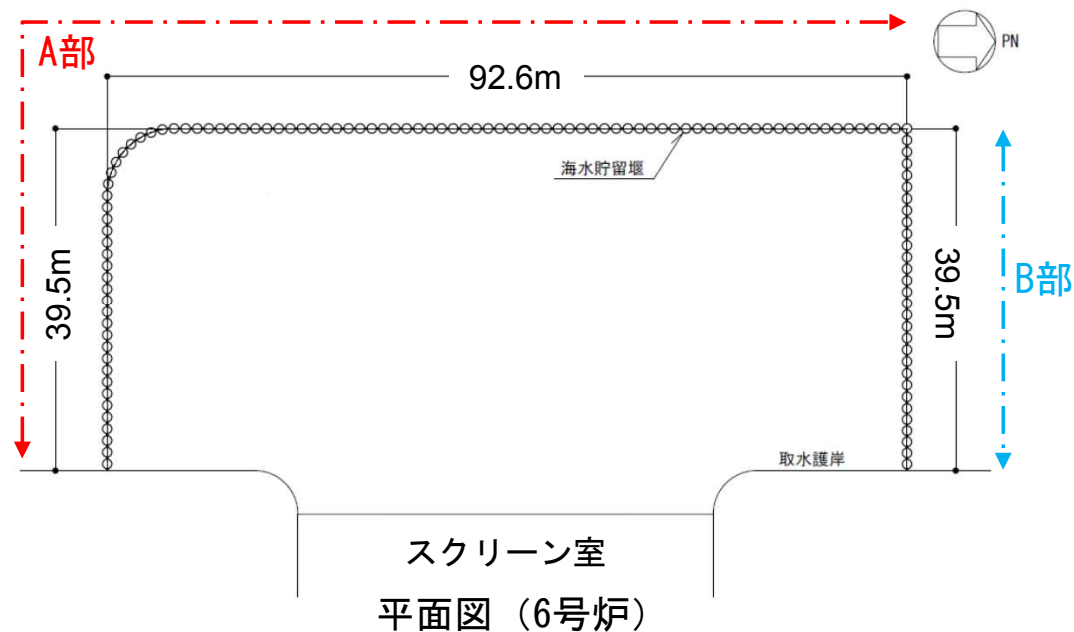 A部
PN
92.6m
海水貯留堰
39.5m
39.5m
B部
取水護岸
スクリーン室
平面図（6号炉）